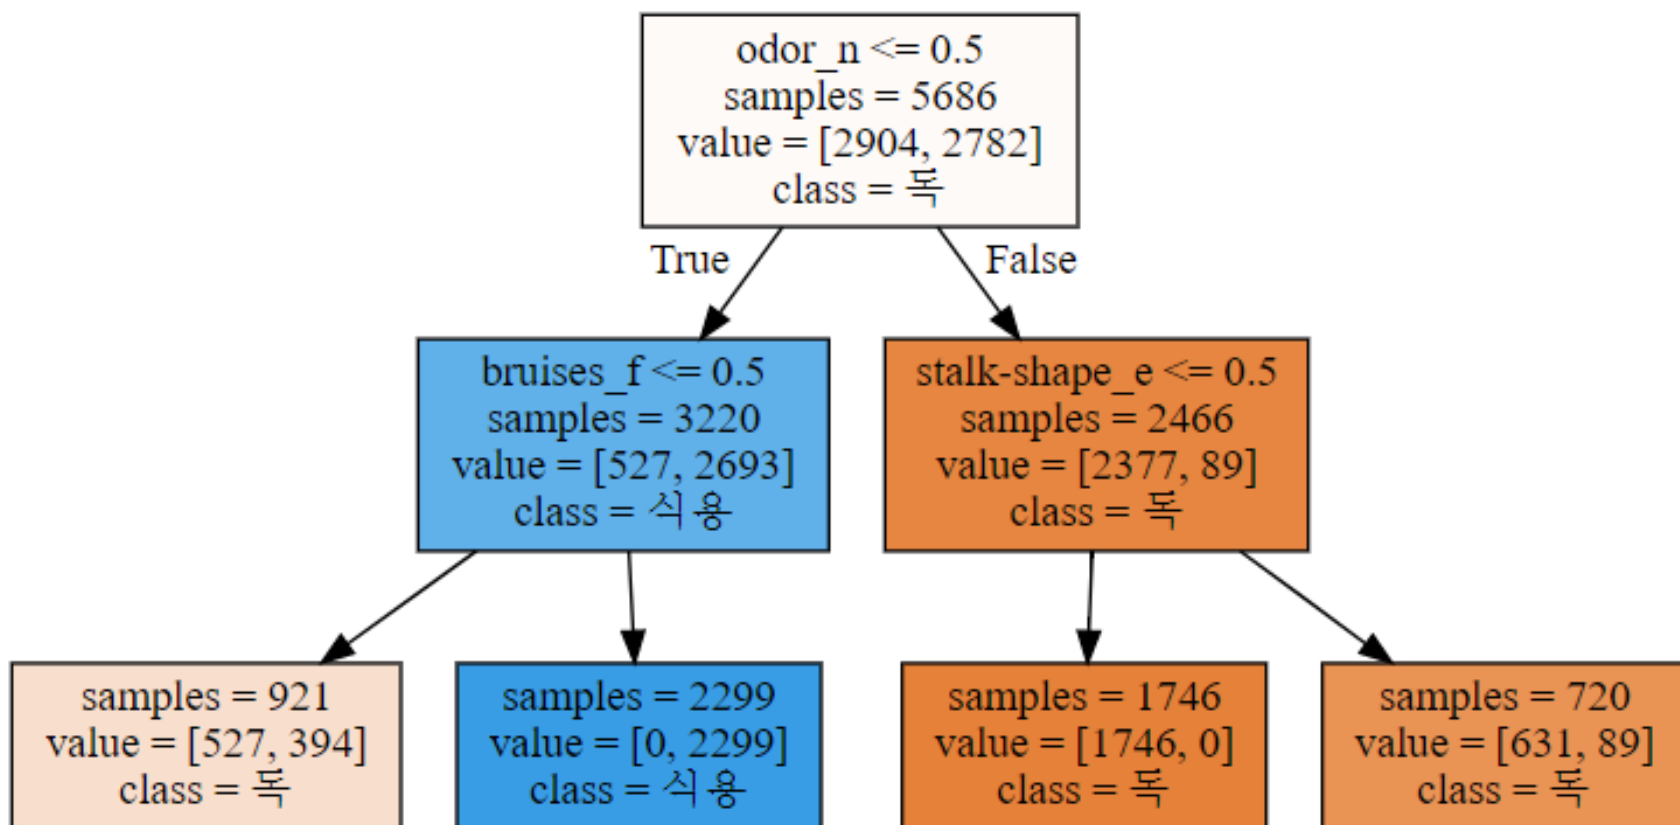 odor_n <= 0.5
samples = 5686
value = [2904, 2782]
class = 독
True
False
bruises_f <= 0.5
samples = 3220
value = [527, 2693]
class = 식용
stalk-shape_e <= 0.5
samples = 2466
value = [2377, 89]
class = 독
samples = 921
value = [527, 394]
class = 독
samples = 2299
value = [0, 2299]
class = 식용
samples = 1746
value = [1746, 0]
class = 독
samples = 720
value = [631, 89]
class = 독